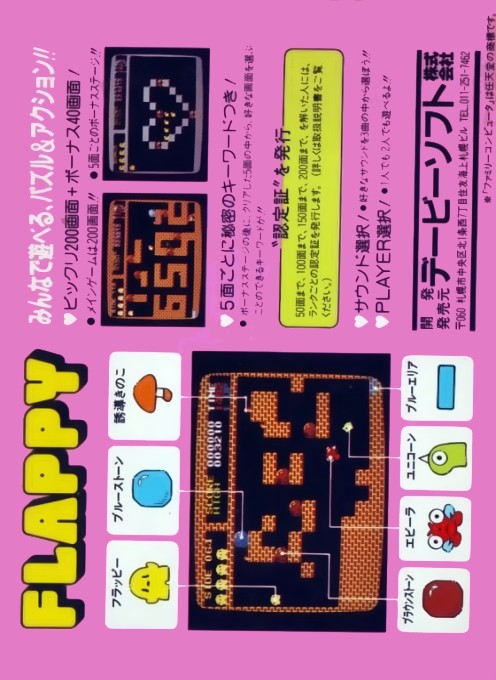 FLAPPY
みんなで遊べる、パズル&アクション!!
フラッピー
ブルーストーン
誘導きのこ
SCORE 000000
HIGH 003210
TIME
ブラウンストーン
エビーラ
ユニコーン
ブルーエリア
♥ビックリ200画面+ボーナス40画面!
●メインゲームは200画面!!
●5面ごとのボーナスステージ!!
♥5面ごとに秘密のキーワードつき!
●ボーナスステージの後に、クリアした5面の中から、好きな画面を選ぶ
ことのできるキーワードが!!
“認定証”を発行
50面まで、100面まで、150面まで、200面まで、を解いた人には、
ランクごとの認定証を発行します。(詳しくは取扱説明書をご覧
ください。)
♥サウンド選択!●好きなサウンドを3曲の中から選ぼう!!
♥PLAYER選択!●1人でも2人でも遊べるよ!!
開発
発売元 デービーソフト株式会社
〒060 札幌市中央区北1条西7丁目住友海上札幌ビル TEL.011-251-7462
※「ファミリーコンピュータ」は任天堂の商標です。